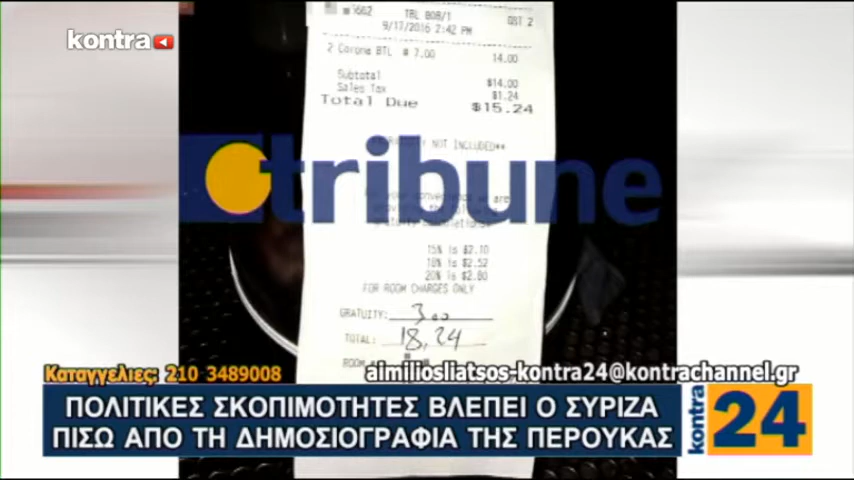 kontra
TBL 808/1
GST 2
9/17/2016 2:42 PM
2 Corona BTL @ 7.00 14.00
Subtotal $14.00
Sales Tax $1.24
Total Due $15.24
NOT INCLUDED**
tribune
15% is $2.10
18% is $2.52
20% is $2.80
FOR ROOM CHARGES ONLY
GRATUITY: 3.00
TOTAL: 18.24
ROOM
Καταγγελίες: 210 3489008
aimiliosliatsos-kontra24@kontrachannel.gr
ΠΟΛΙΤΙΚΕΣ ΣΚΟΠΙΜΟΤΗΤΕΣ ΒΛΕΠΕΙ Ο ΣΥΡΙΖΑ
ΠΙΣΩ ΑΠΟ ΤΗ ΔΗΜΟΣΙΟΓΡΑΦΙΑ ΤΗΣ ΠΕΡΟΥΚΑΣ
kontra 24